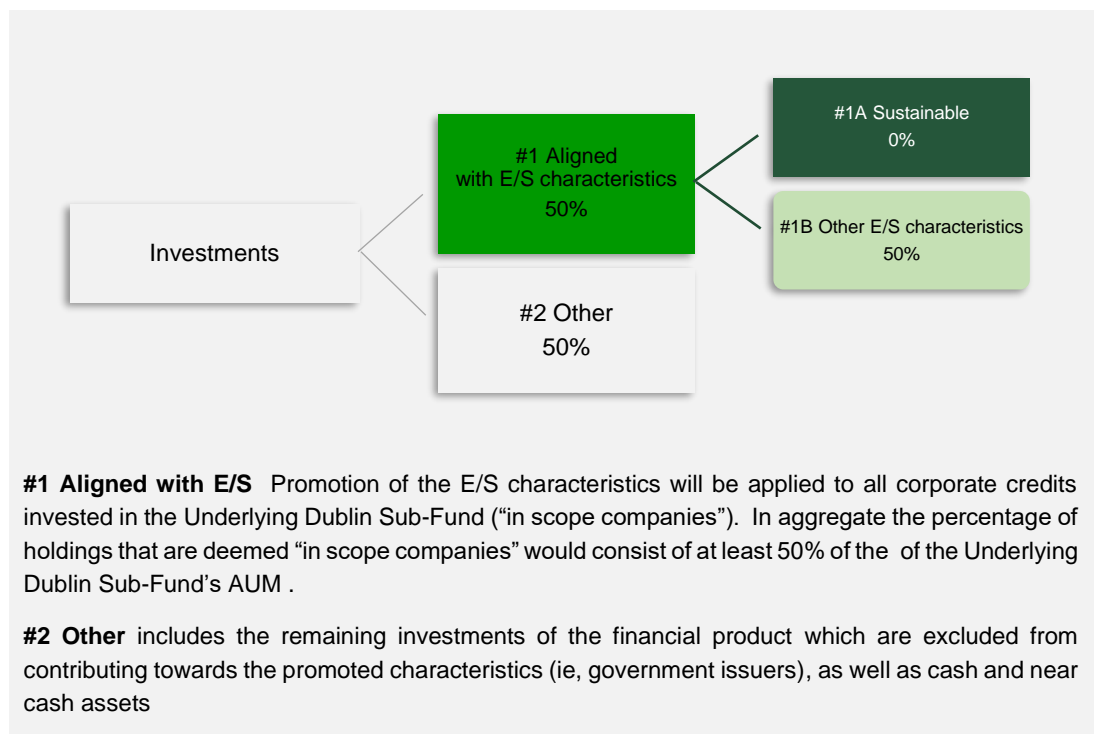 Investments
#1 Aligned
with E/S characteristics
50%
#2 Other
50%
#1A Sustainable
0%
#1B Other E/S characteristics
50%
#1 Aligned with E/S Promotion of the E/S characteristics will be applied to all corporate credits
invested in the Underlying Dublin Sub-Fund (“in scope companies”). In aggregate the percentage of
holdings that are deemed “in scope companies” would consist of at least 50% of the of the Underlying
Dublin Sub-Fund’s AUM .
#2 Other includes the remaining investments of the financial product which are excluded from
contributing towards the promoted characteristics (ie, government issuers), as well as cash and near
cash assets